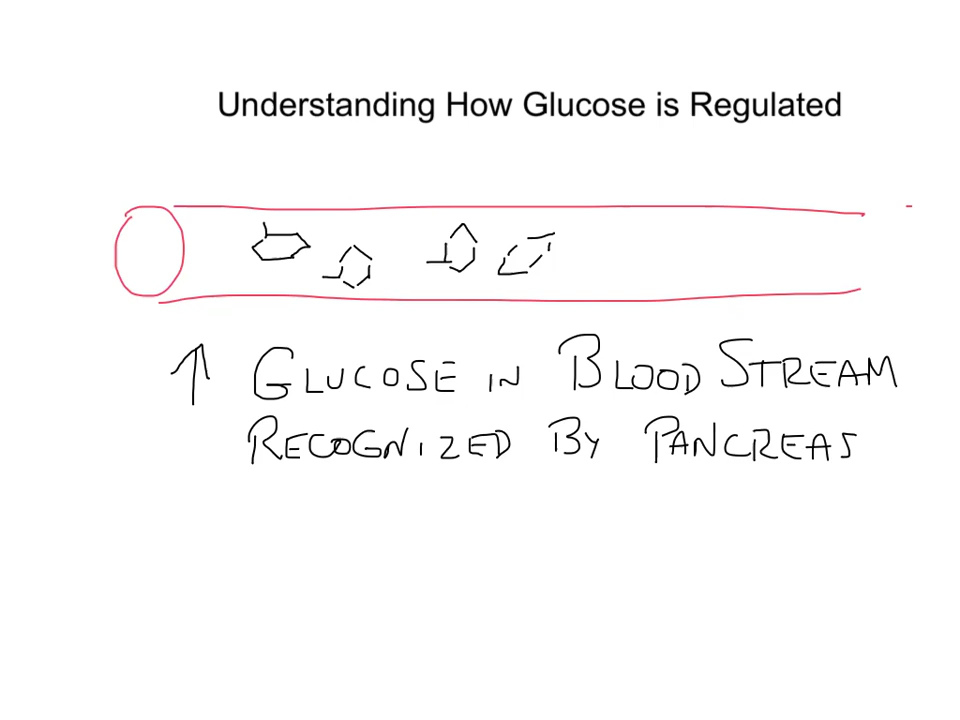 Understanding How Glucose is Regulated
↑ GLUCOSE IN BLOOD STREAM
RECOGNIZED BY PANCREAS